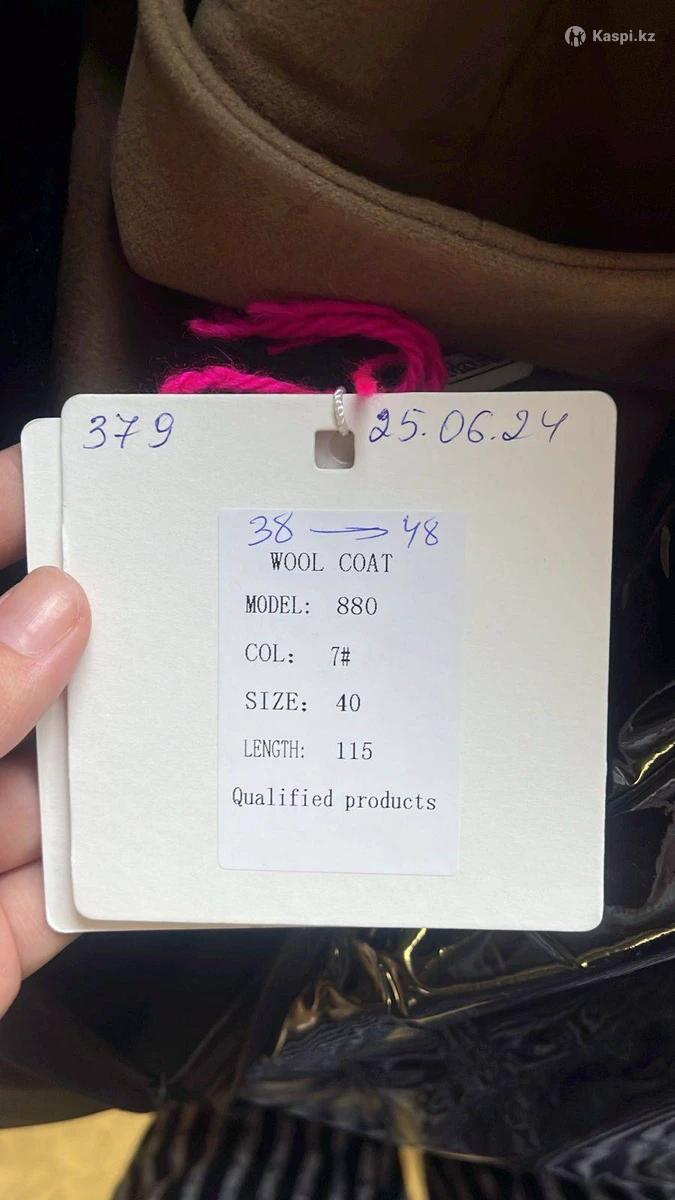 Kaspi.kz
379 25.06.24
38 → 48
WOOL COAT
MODEL: 880
COL: 7#
SIZE: 40
LENGTH: 115
Qualified products